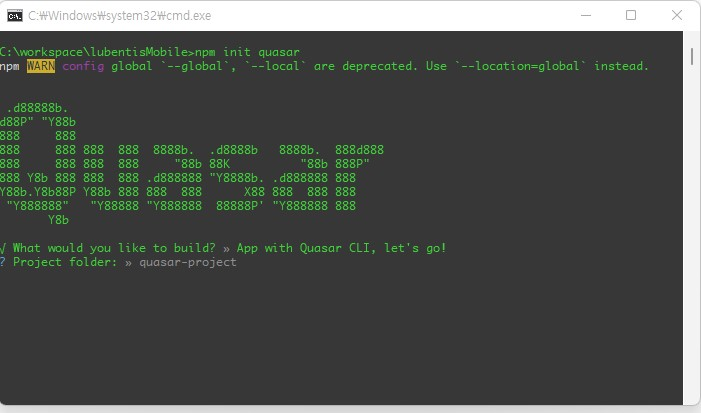 C:₩Windows₩system32₩cmd.exe
C:\workspace\lubentisMobile>npm init quasar
npm WARN config global `--global`, `--local` are deprecated. Use `--location=global` instead.
 .d88888b.
d88P" "Y88b
888     888
888     888 888  888  8888b.  .d8888b   8888b.  888d888
888     888 888  888     "88b 88K          "88b 888P"
888 Y8b 888 888  888 .d888888 "Y8888b. .d888888 888
Y88b.Y8b88P Y88b 888 888  888      X88 888  888 888
 "Y888888"   "Y88888 "Y888888  88888P' "Y888888 888
       Y8b
√ What would you like to build? » App with Quasar CLI, let's go!
? Project folder: » quasar-project